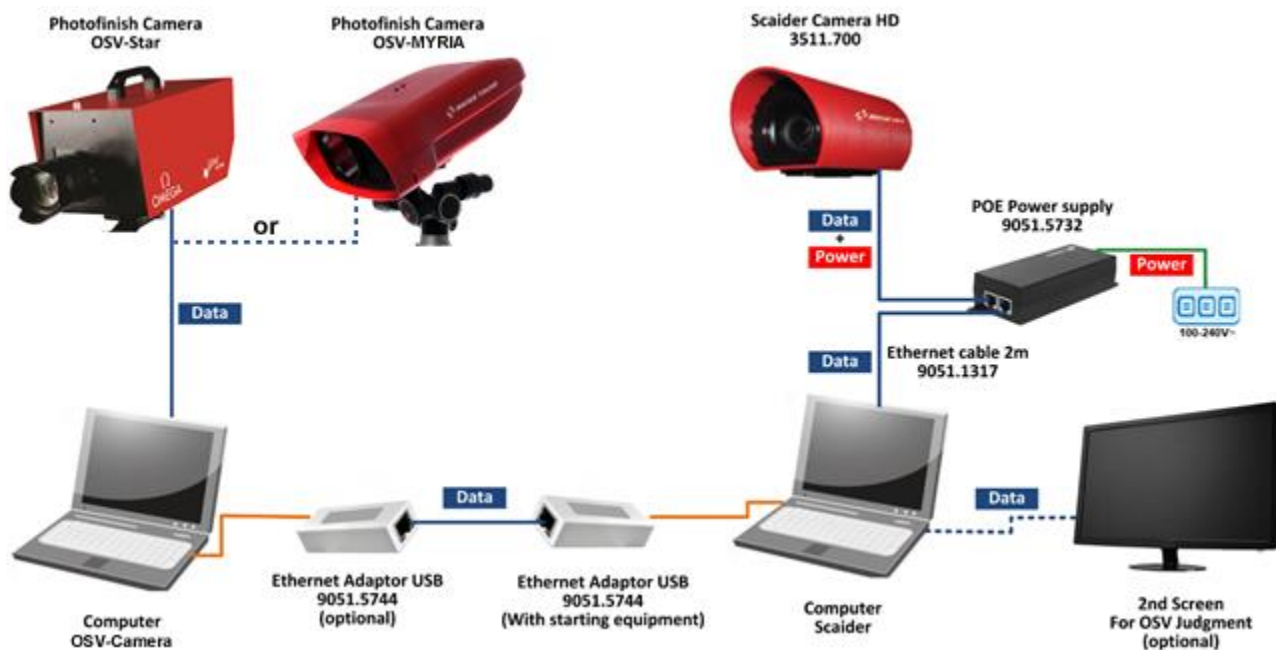 Photofinish Camera
OSV-Star
Photofinish Camera
OSV-MYRIA
Scaider Camera HD
3511.700
Ω
OMEGA
or
Data
+
Power
POE Power supply
9051.5732
Power
100-240V~
Data
Data
Ethernet cable 2m
9051.1317
Data
Data
Ethernet Adaptor USB
9051.5744
(optional)
Ethernet Adaptor USB
9051.5744
(With starting equipment)
Computer
OSV-Camera
Computer
Scaider
2nd Screen
For OSV Judgment
(optional)